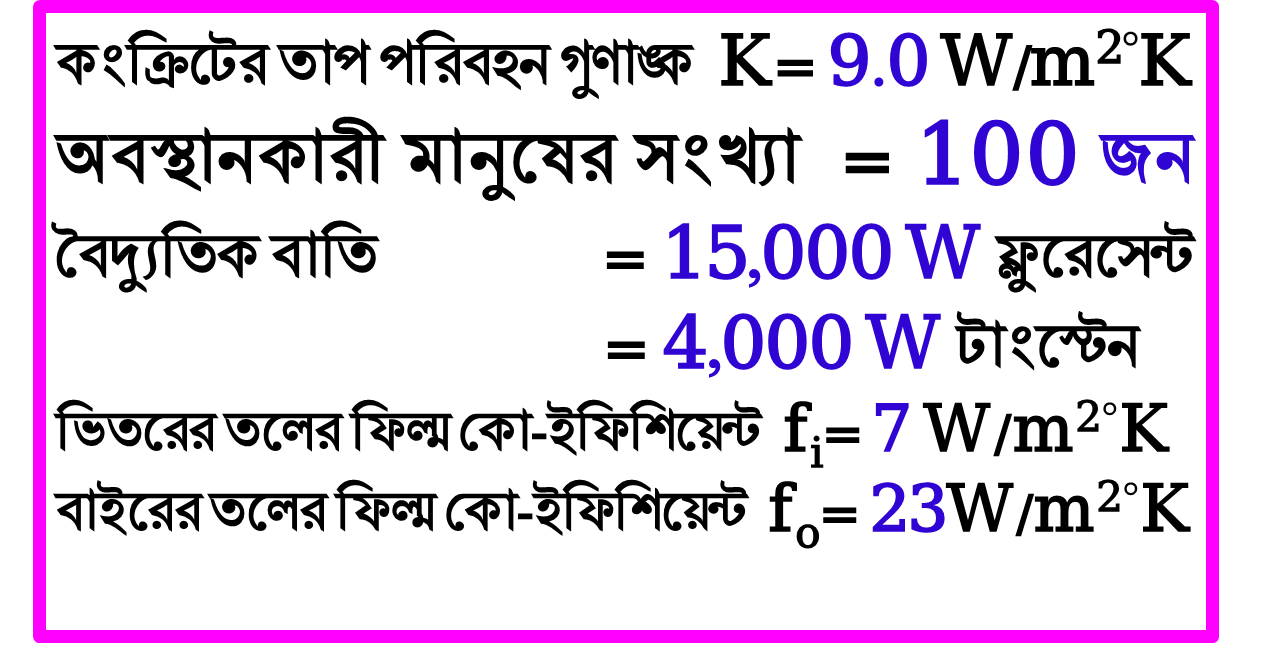 কংক্রিটের তাপ পরিবহন গুণাঙ্ক K= 9.0 W/m²°K
অবস্থানকারী মানুষের সংখ্যা = 100 জন
বৈদ্যুতিক বাতি = 15,000 W ফ্লুরেসেন্ট
= 4,000 W টাংস্টেন
ভিতরের তলের ফিল্ম কো-ইফিশিয়েন্ট fᵢ= 7 W/m²°K
বাইরের তলের ফিল্ম কো-ইফিশিয়েন্ট fₒ= 23W/m²°K